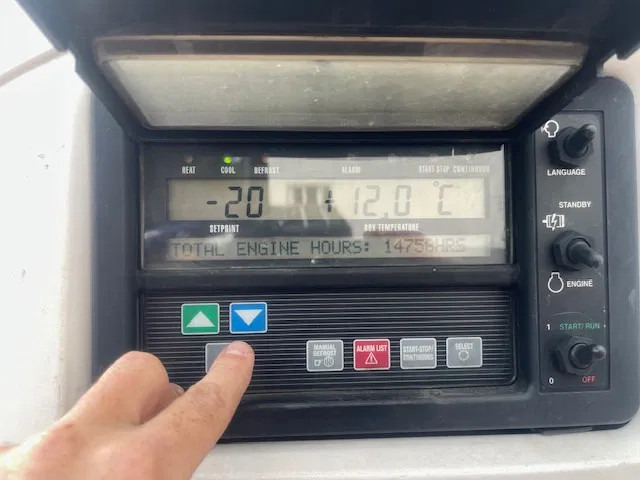 HEAT COOL DEFROST ALARM START-STOP CONTINUOUS
-20 +12.0 °C
SETPOINT BOX TEMPERATURE
TOTAL ENGINE HOURS: 14756HRS
MANUAL DEFROST
ALARM LIST
START-STOP/ CONTINUOUS
SELECT
LANGUAGE
STANDBY
ENGINE
1 START/RUN
0 OFF